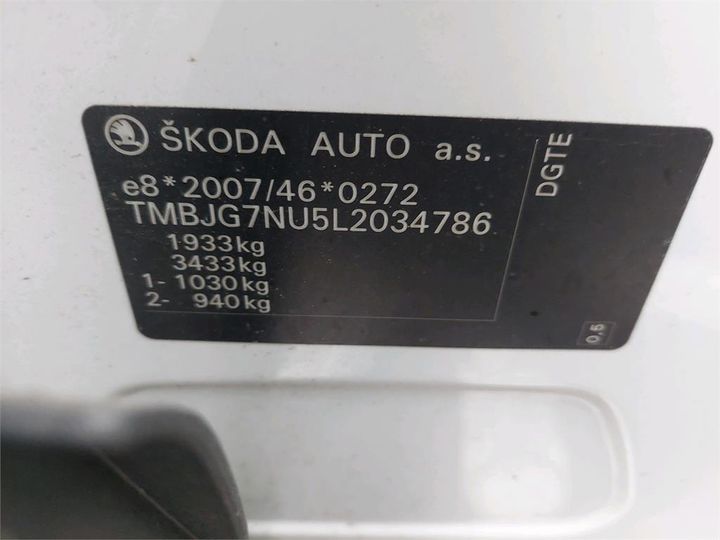 ŠKODA AUTO a.s.
e8*2007/46*0272
TMBJG7NU5L2034786
1933kg
3433kg
1- 1030kg
2- 940kg
DGTE
0,5